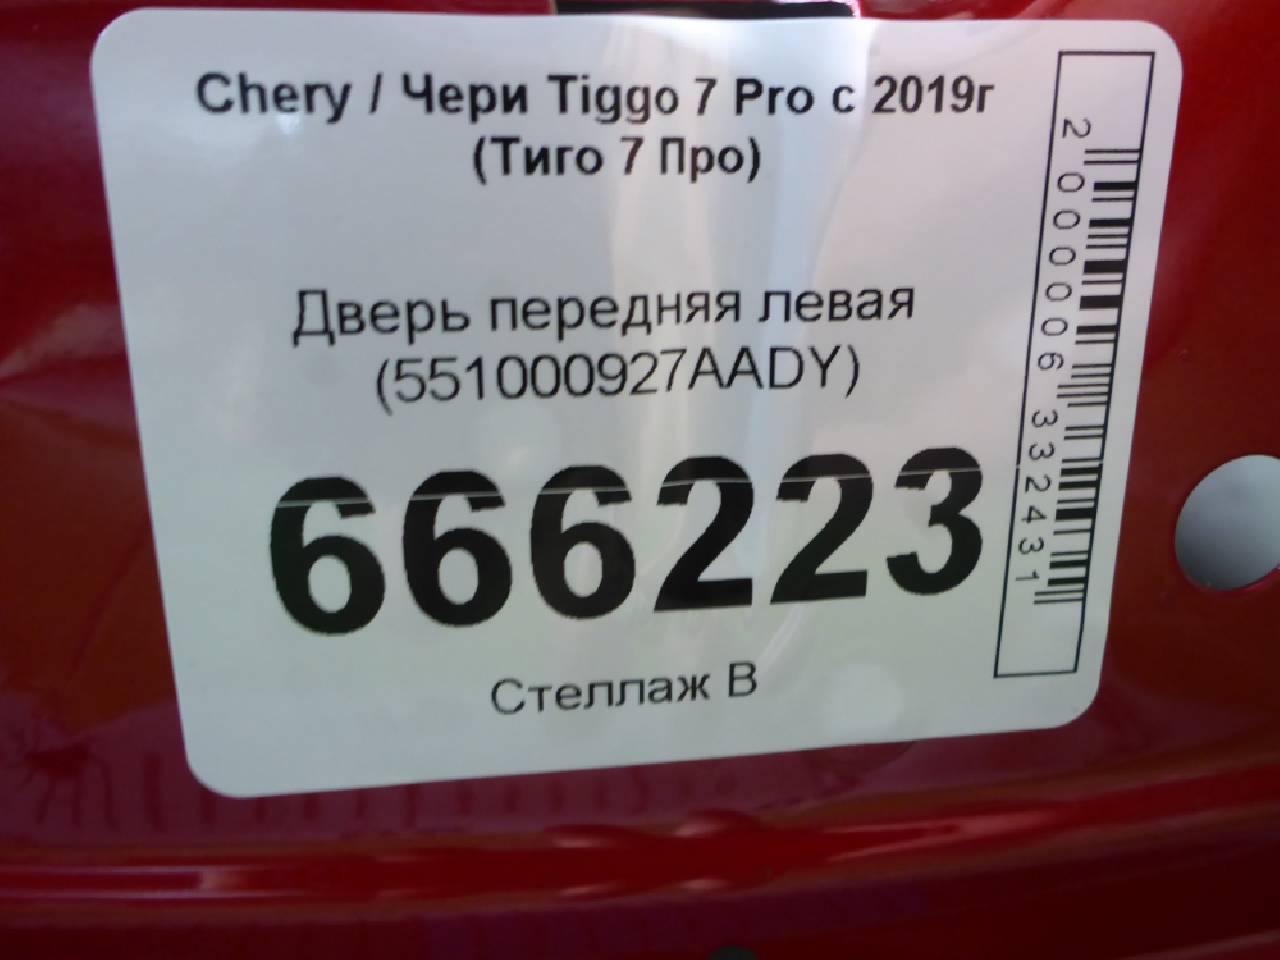 Chery / Чери Tiggo 7 Pro с 2019г
(Тиго 7 Про)
Дверь передняя левая
(551000927AADY)
666223
Стеллаж В
2000006332431